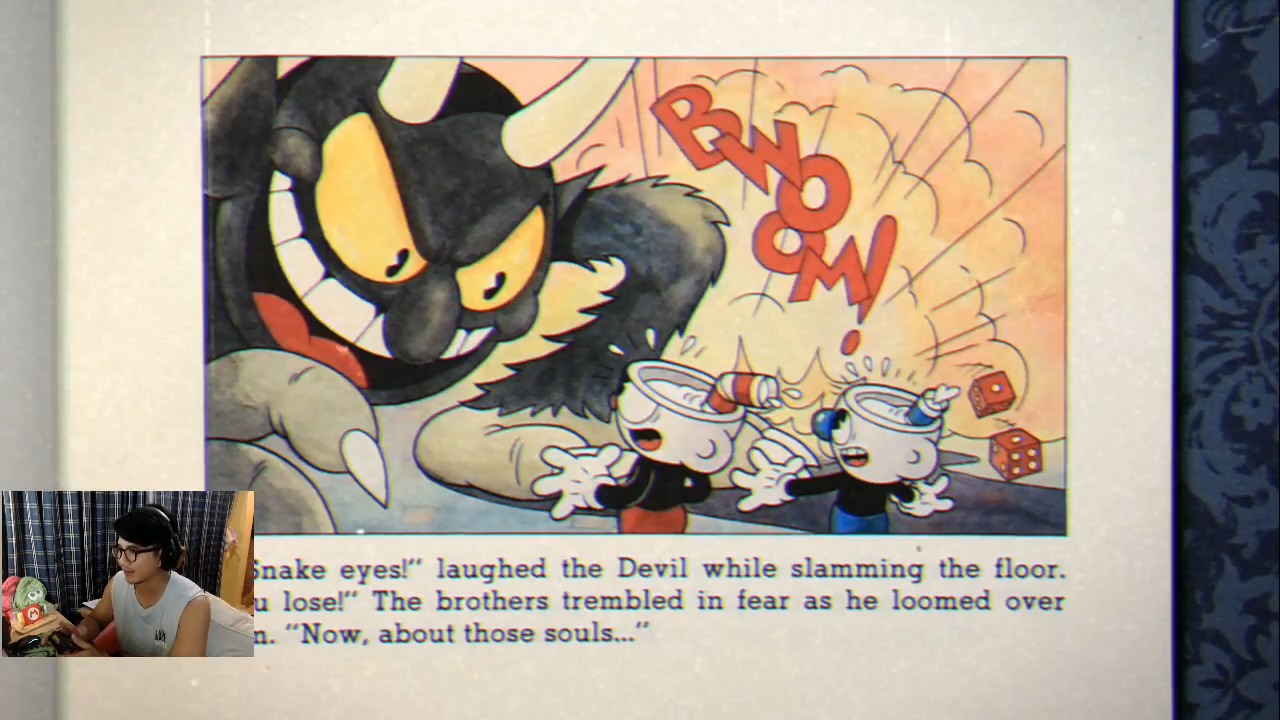 BWOOM!
Snake eyes!" laughed the Devil while slamming the floor.
lose!" The brothers trembled in fear as he loomed over
"Now, about those souls..."